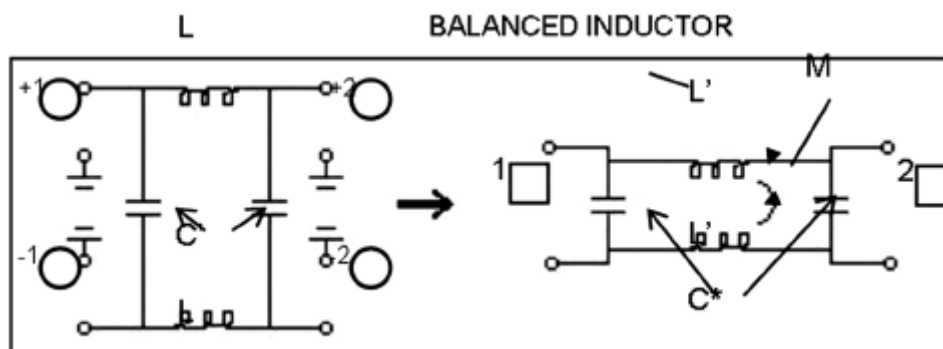 L BALANCED INDUCTOR
M
+1 +2 L'
1 2
C
L'
-1 -2
C*
L